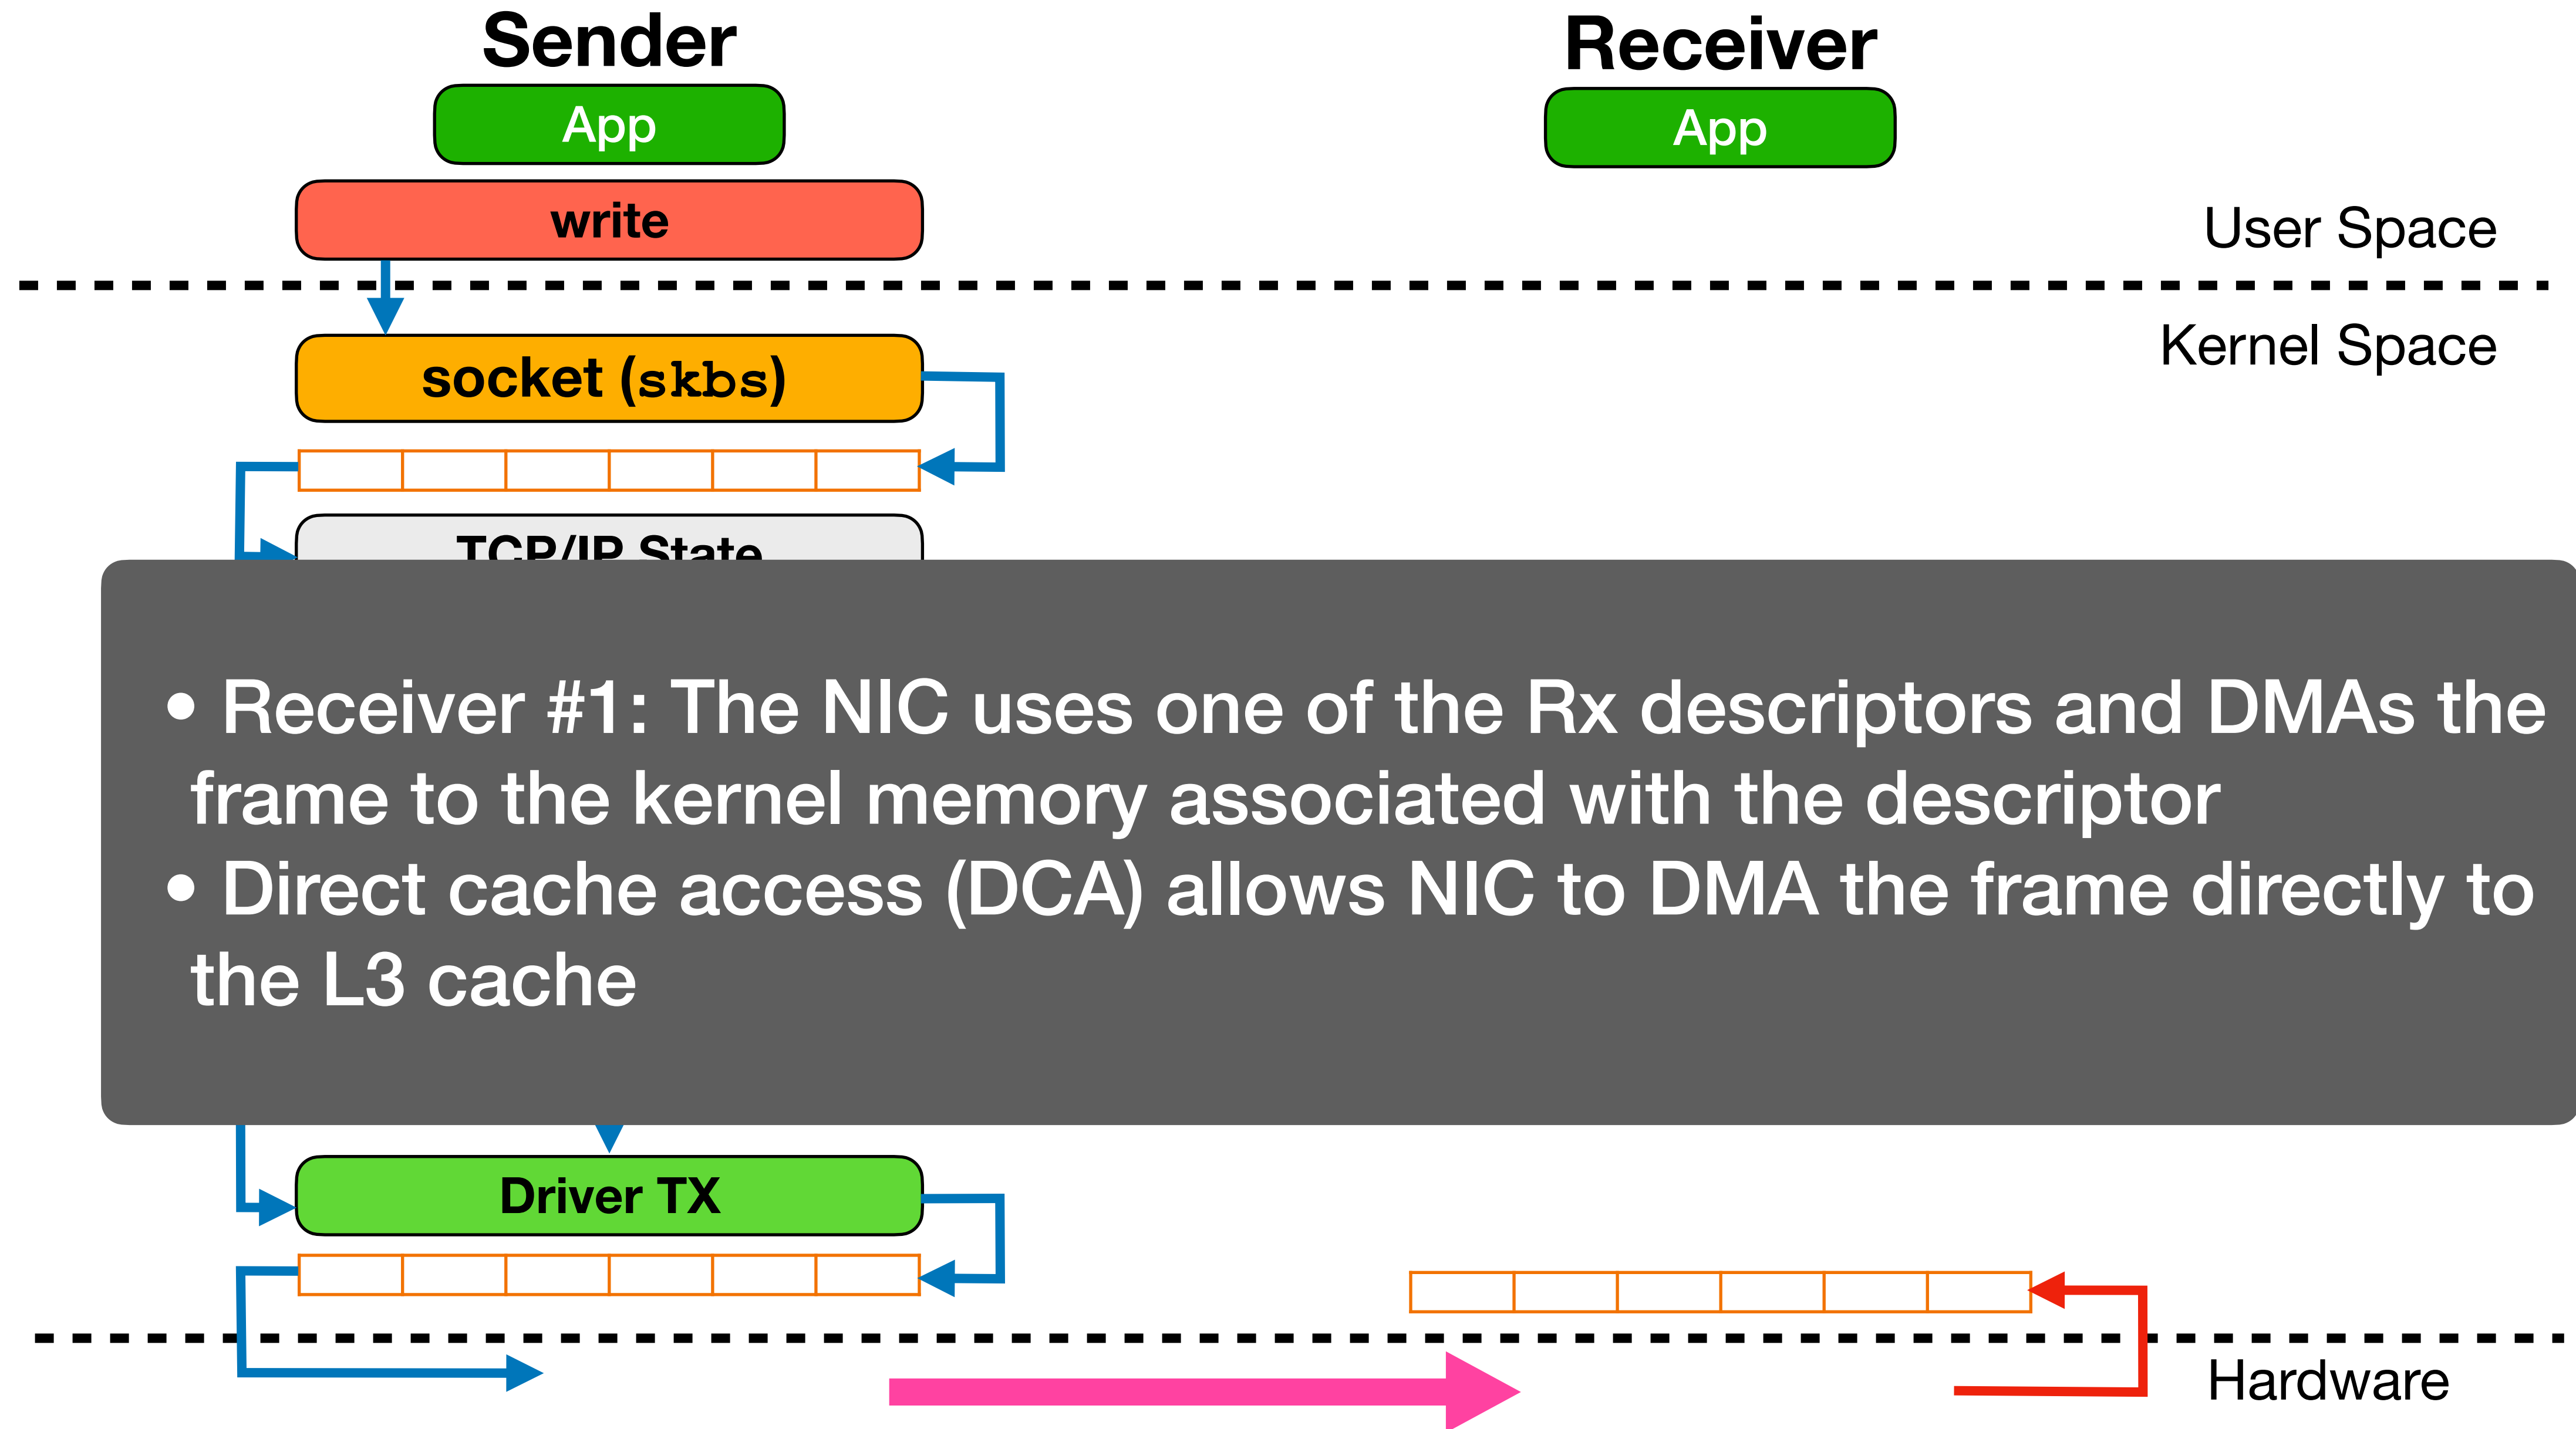 Sender
Receiver
App
App
write
User Space
Kernel Space
socket (skbs)
TCP/IP State
• Receiver #1: The NIC uses one of the Rx descriptors and DMAs the
frame to the kernel memory associated with the descriptor
• Direct cache access (DCA) allows NIC to DMA the frame directly to
the L3 cache
Driver TX
Hardware